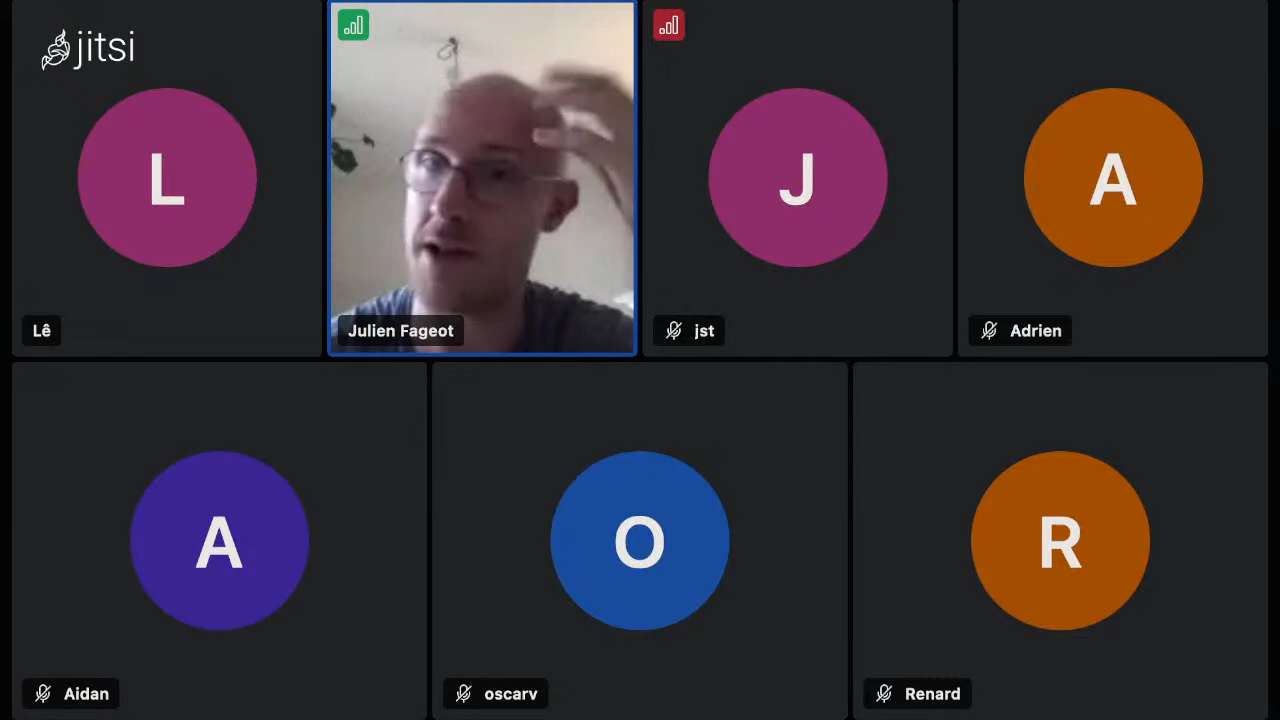 jitsi
L
Lê
Julien Fageot
J
jst
A
Adrien
A
Aidan
O
oscarv
R
Renard